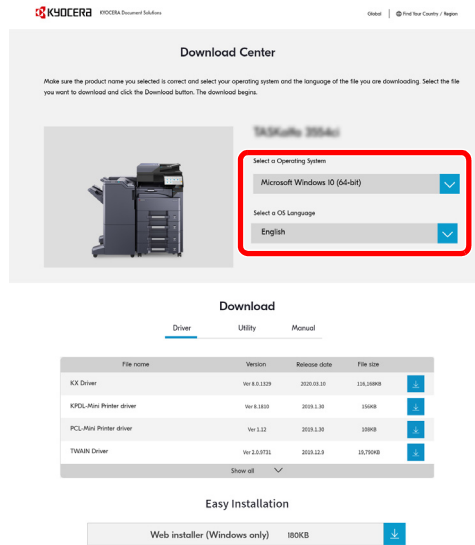 KYOCERA KYOCERA Document Solutions Global Find Your Country / Region
Download Center
Make sure the product name you selected is correct and select your operating system and the language of the file you are downloading. Select the file
you want to download and click the Download button. The download begins.
Select a Operating System
Microsoft Windows 10 (64-bit)
Select a OS Language
English
Download
Driver Utility Manual
File name Version Release date File size
KX Driver Ver 8.0.1329 2020.03.10 116,168KB
KPDL-Mini Printer driver Ver 8.1810 2019.1.30 156KB
PCL-Mini Printer driver Ver 1.12 2019.1.30 108KB
TWAIN Driver Ver 2.0.9731 2019.12.9 19,790KB
Show all
Easy Installation
Web installer (Windows only) 180KB